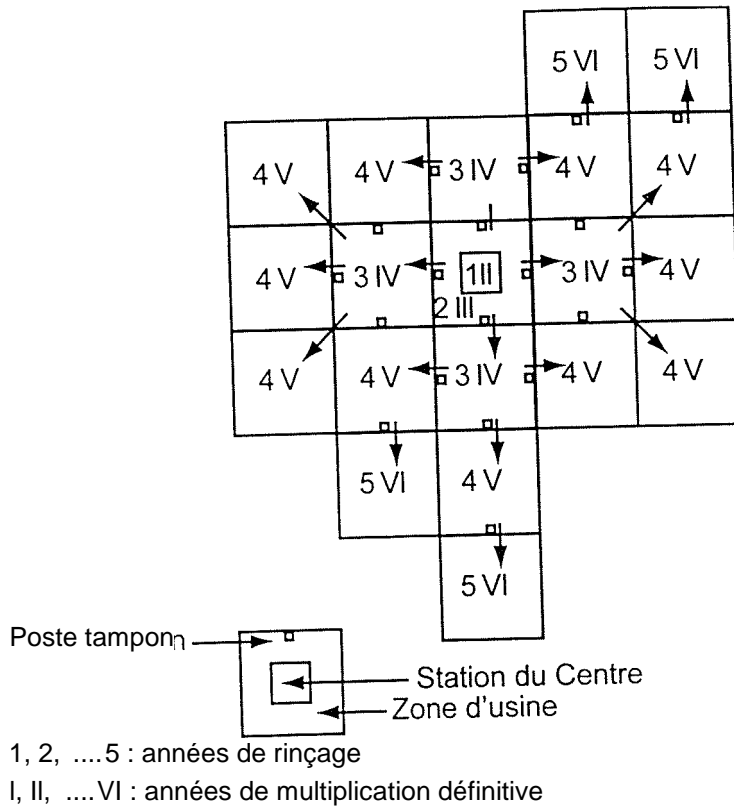 5 VI 5 VI
4 V 4 V 3 IV 4 V 4 V
4 V 3 IV 1II 3 IV 4 V
2 III
4 V 4 V 3 IV 4 V 4 V
5 VI 4 V
5 VI
Poste tampon
Station du Centre
Zone d'usine
1, 2, ....5 : années de rinçage
I, II, ....VI : années de multiplication définitive